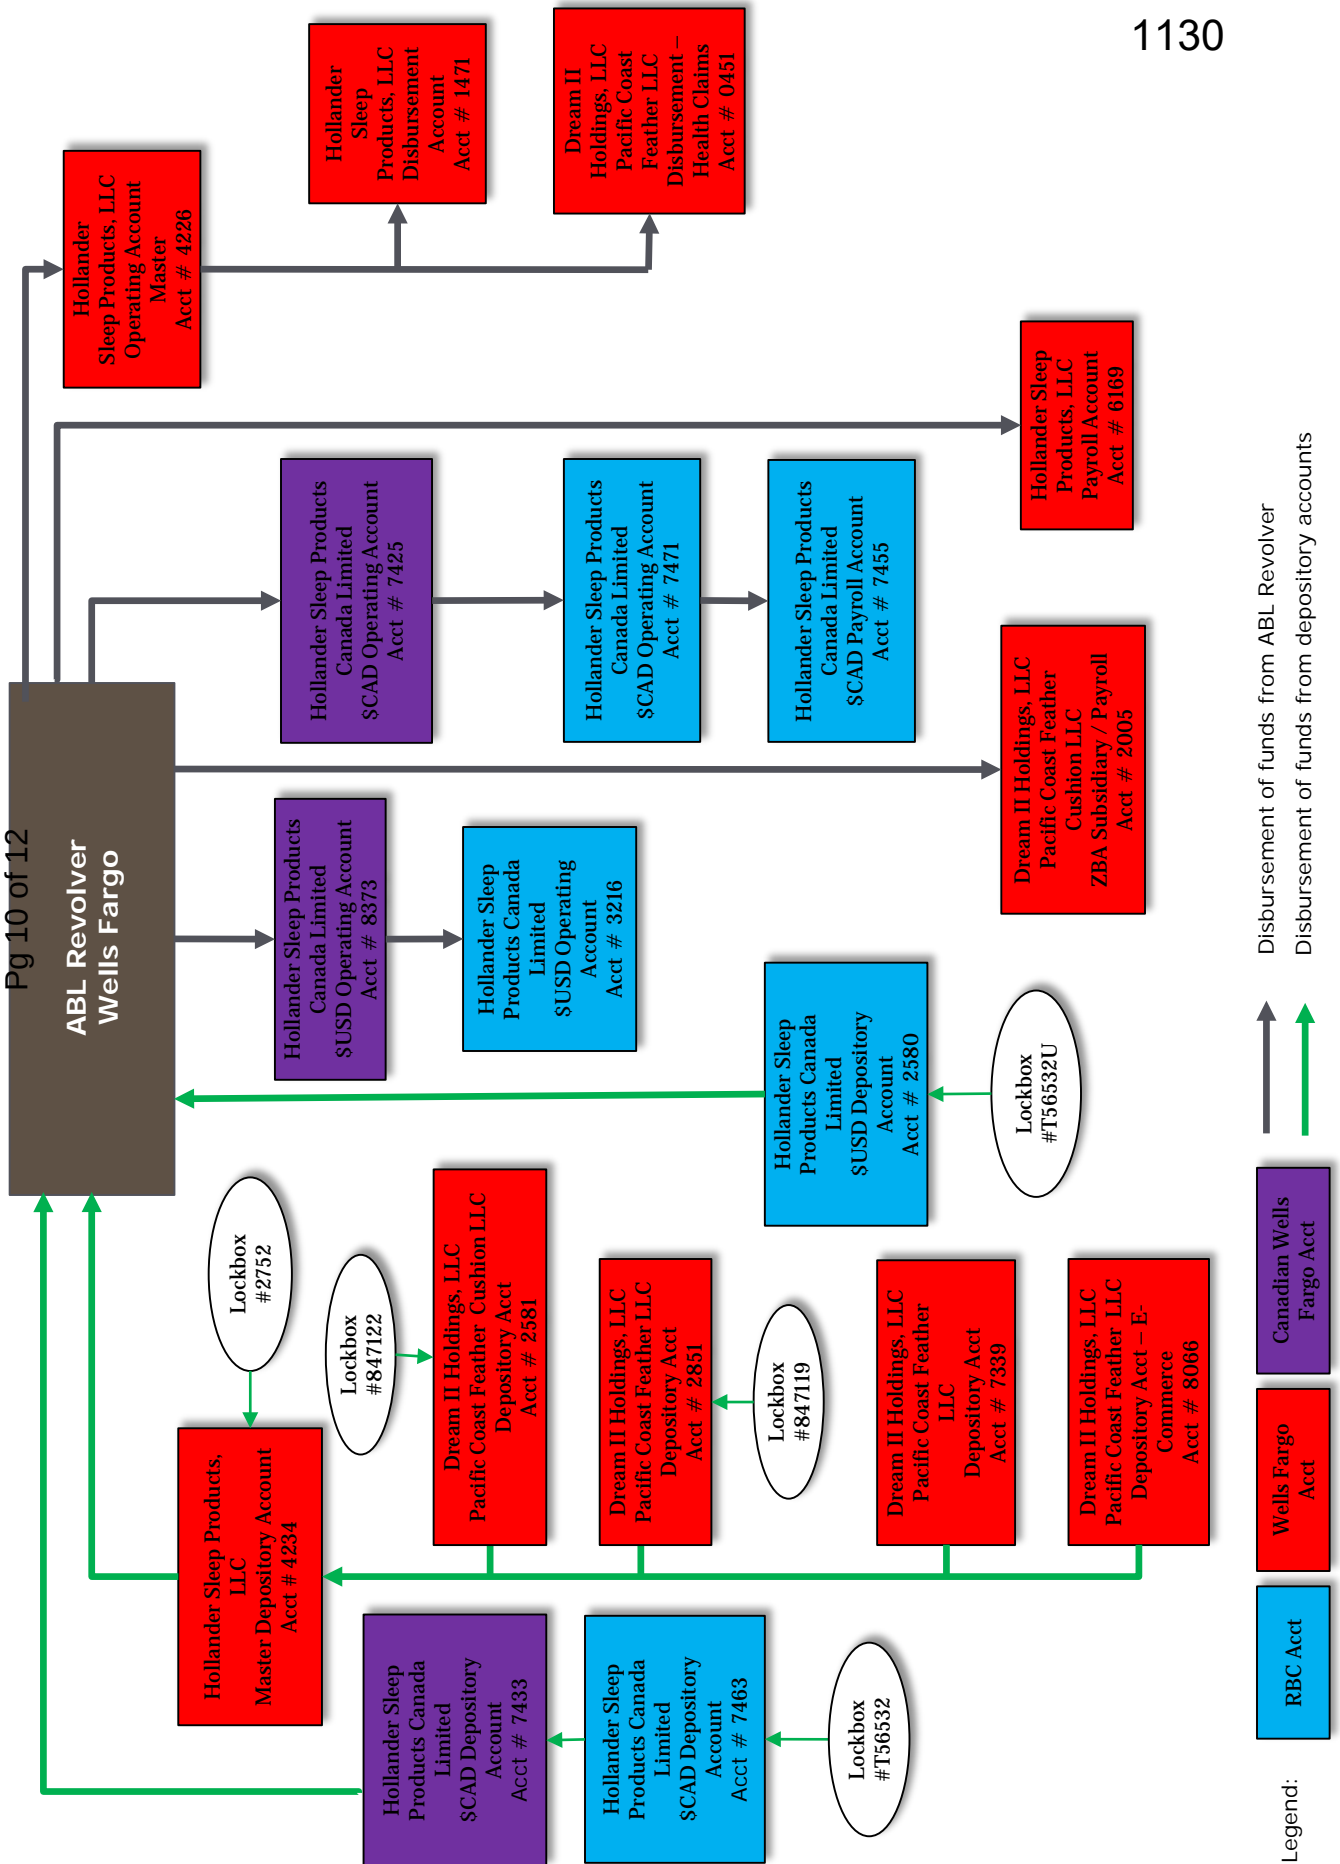 1130
Pg 10 of 12
ABL Revolver
Wells Fargo
Hollander
Sleep Products, LLC
Operating Account
Master
Acct # 4226
Hollander
Sleep
Products, LLC
Disbursement
Account
Acct # 1471
Dream II
Holdings, LLC
Pacific Coast
Feather LLC
Disbursement –
Health Claims
Acct # 0451
Hollander Sleep
Products, LLC
Payroll Account
Acct # 6169
Hollander Sleep Products
Canada Limited
$CAD Operating Account
Acct # 7425
Hollander Sleep Products
Canada Limited
$CAD Operating Account
Acct # 7471
Hollander Sleep Products
Canada Limited
$CAD Payroll Account
Acct # 7455
Dream II Holdings, LLC
Pacific Coast Feather
Cushion LLC
ZBA Subsidiary / Payroll
Acct # 2005
Hollander Sleep Products
Canada Limited
$USD Operating Account
Acct # 8373
Hollander Sleep
Products Canada
Limited
$USD Operating
Account
Acct # 3216
Hollander Sleep
Products Canada
Limited
$USD Depository
Account
Acct # 2580
Lockbox
#T56532U
Lockbox
#2752
Lockbox
#847122
Dream II Holdings, LLC
Pacific Coast Feather Cushion LLC
Depository Acct
Acct # 2581
Dream II Holdings, LLC
Pacific Coast Feather LLC
Depository Acct
Acct # 2851
Lockbox
#847119
Dream II Holdings, LLC
Pacific Coast Feather
LLC
Depository Acct
Acct # 7339
Dream II Holdings, LLC
Pacific Coast Feather LLC
Depository Acct – E-
Commerce
Acct # 8066
Hollander Sleep Products,
LLC
Master Depository Account
Acct # 4234
Hollander Sleep
Products Canada
Limited
$CAD Depository
Account
Acct # 7433
Hollander Sleep
Products Canada
Limited
$CAD Depository
Account
Acct # 7463
Lockbox
#T56532
Legend:
RBC Acct
Wells Fargo
Acct
Canadian Wells
Fargo Acct
Disbursement of funds from ABL Revolver
Disbursement of funds from depository accounts